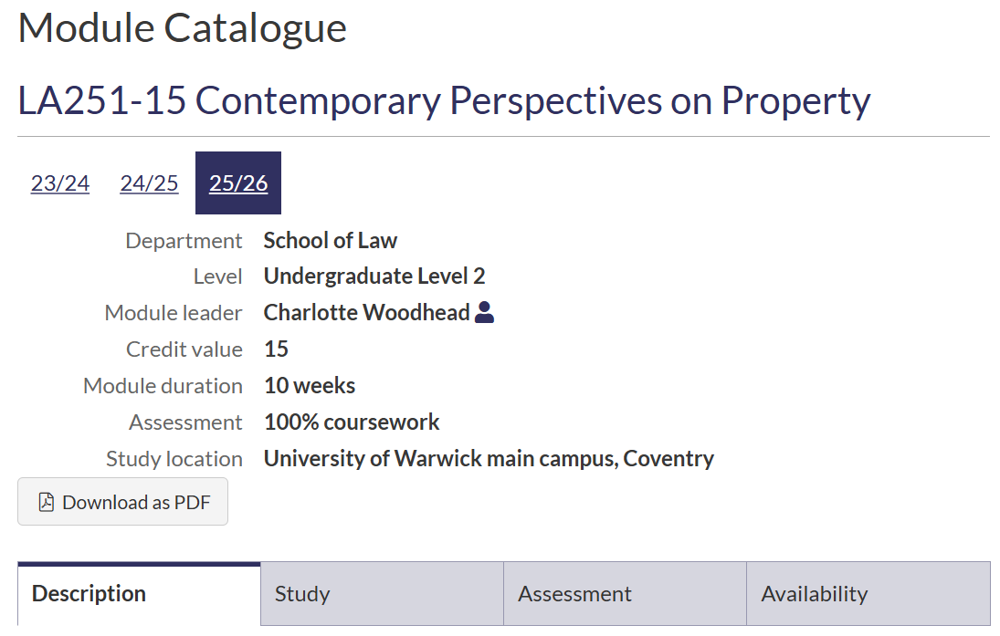 Module Catalogue
LA251-15 Contemporary Perspectives on Property
23/24 24/25 25/26
Department School of Law
Level Undergraduate Level 2
Module leader Charlotte Woodhead
Credit value 15
Module duration 10 weeks
Assessment 100% coursework
Study location University of Warwick main campus, Coventry
Download as PDF
Description Study Assessment Availability